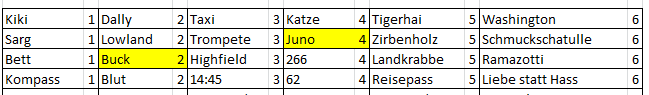 Kiki 1 Dally 2 Taxi 3 Katze 4 Tigerhai 5 Washington 6
Sarg 1 Lowland 2 Trompete 3 Juno 4 Zirbenholz 5 Schmuckschatulle 6
Bett 1 Buck 2 Highfield 3 266 4 Landkrabbe 5 Ramazotti 6
Kompass 1 Blut 2 14:45 3 62 4 Reisepass 5 Liebe statt Hass 6